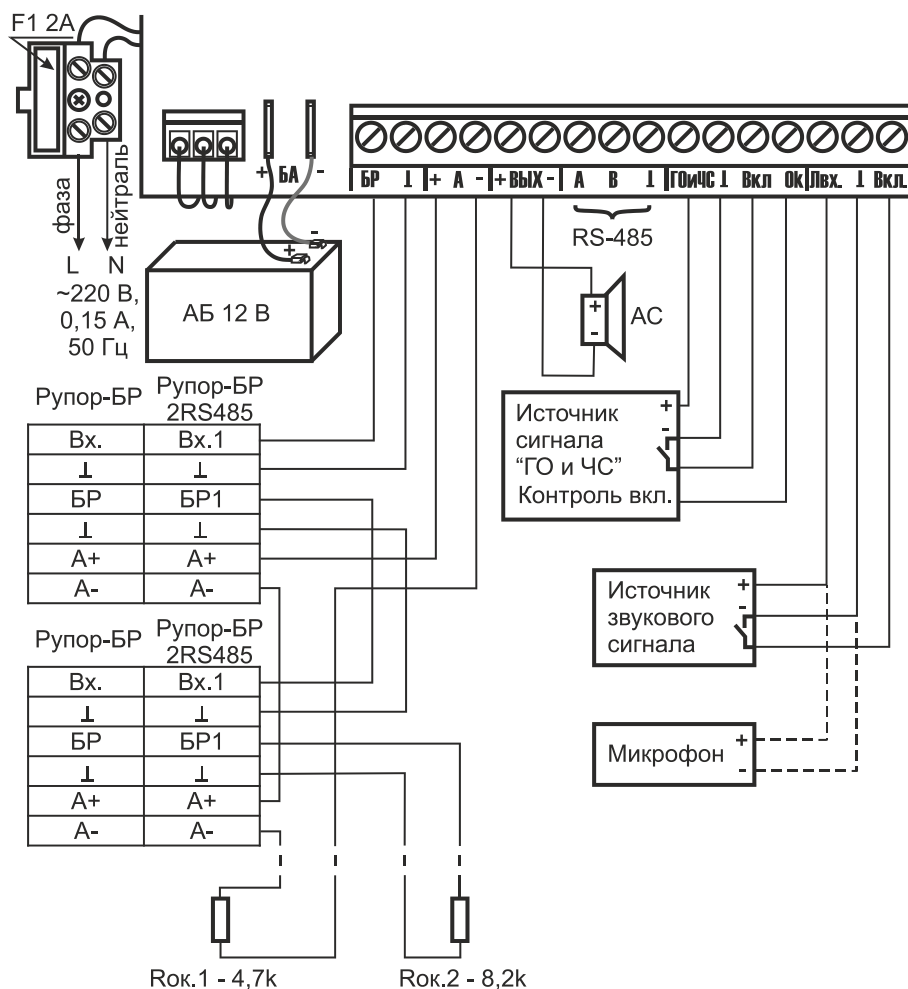 F1 2A
фаза
нейтраль
L N
~220 В,
0,15 А,
50 Гц
+ БА -
+ -
АБ 12 В
БР ⊥ + А - + ВЫХ - А В ⊥ ГОиЧС ⊥ Вкл ОК Лвх. ⊥ Вкл.
RS-485
+
-
АС
Источник
сигнала
“ГО и ЧС”
Контроль вкл.
+
-
Рупор-БР Рупор-БР
2RS485
Вх. Вх.1
⊥ ⊥
БР БР1
⊥ ⊥
А+ А+
А- А-
Источник
звукового
сигнала
+
-
Рупор-БР Рупор-БР
2RS485
Вх. Вх.1
⊥ ⊥
БР БР1
⊥ ⊥
А+ А+
А- А-
Микрофон
+
-
Rок.1 - 4,7k Rок.2 - 8,2k